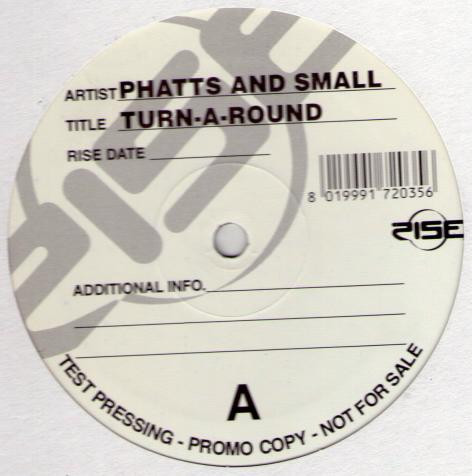 ARTIST PHATTS AND SMALL
TITLE TURN-A-ROUND
RISE DATE
8 019991 720356
RISE
ADDITIONAL INFO.
A
TEST PRESSING - PROMO COPY - NOT FOR SALE